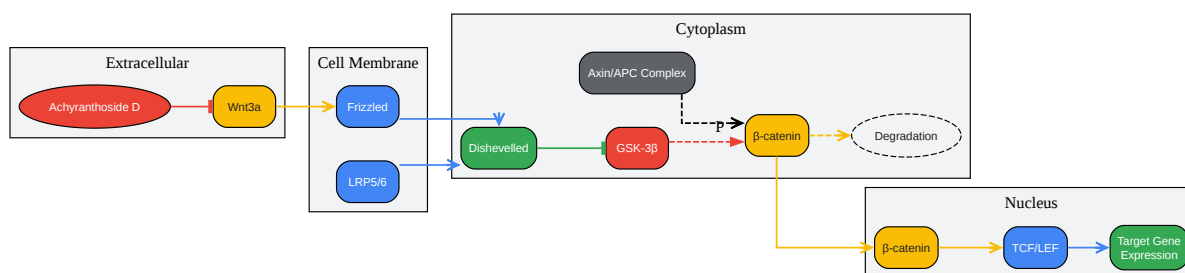 Extracellular
Achyranthoside D
Wnt3a
Cell Membrane
Frizzled
LRP5/6
Cytoplasm
Axin/APC Complex
Dishevelled
GSK-3β
P
β-catenin
Degradation
Nucleus
β-catenin
TCF/LEF
Target Gene
Expression